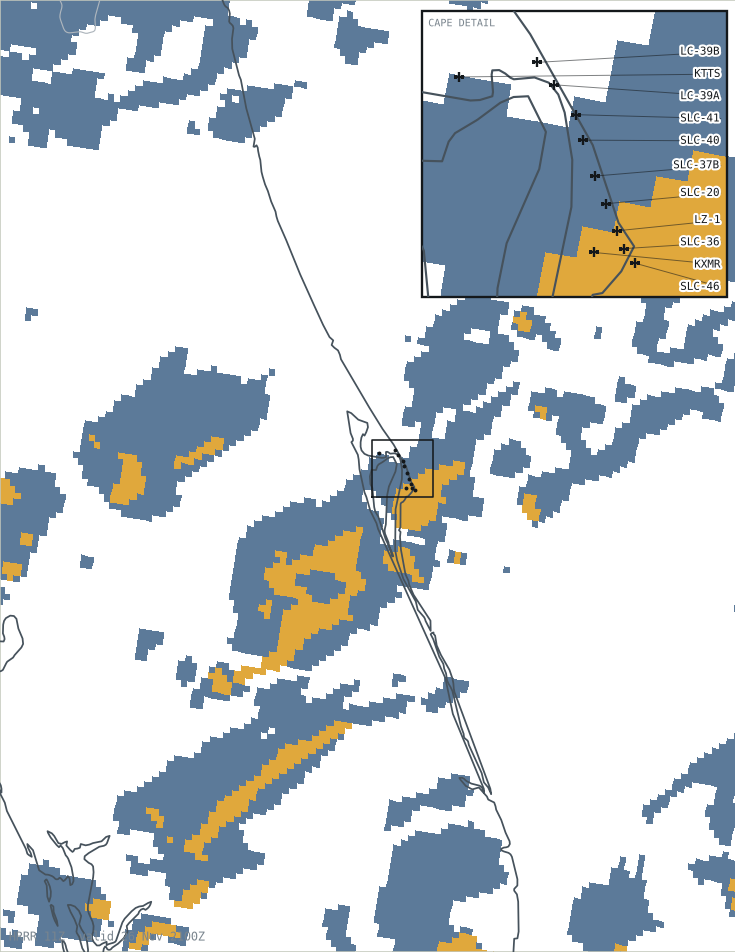 CAPE DETAIL
LC-39B
KTTS
LC-39A
SLC-41
SLC-40
SLC-37B
SLC-20
LZ-1
SLC-36
KXMR
SLC-46